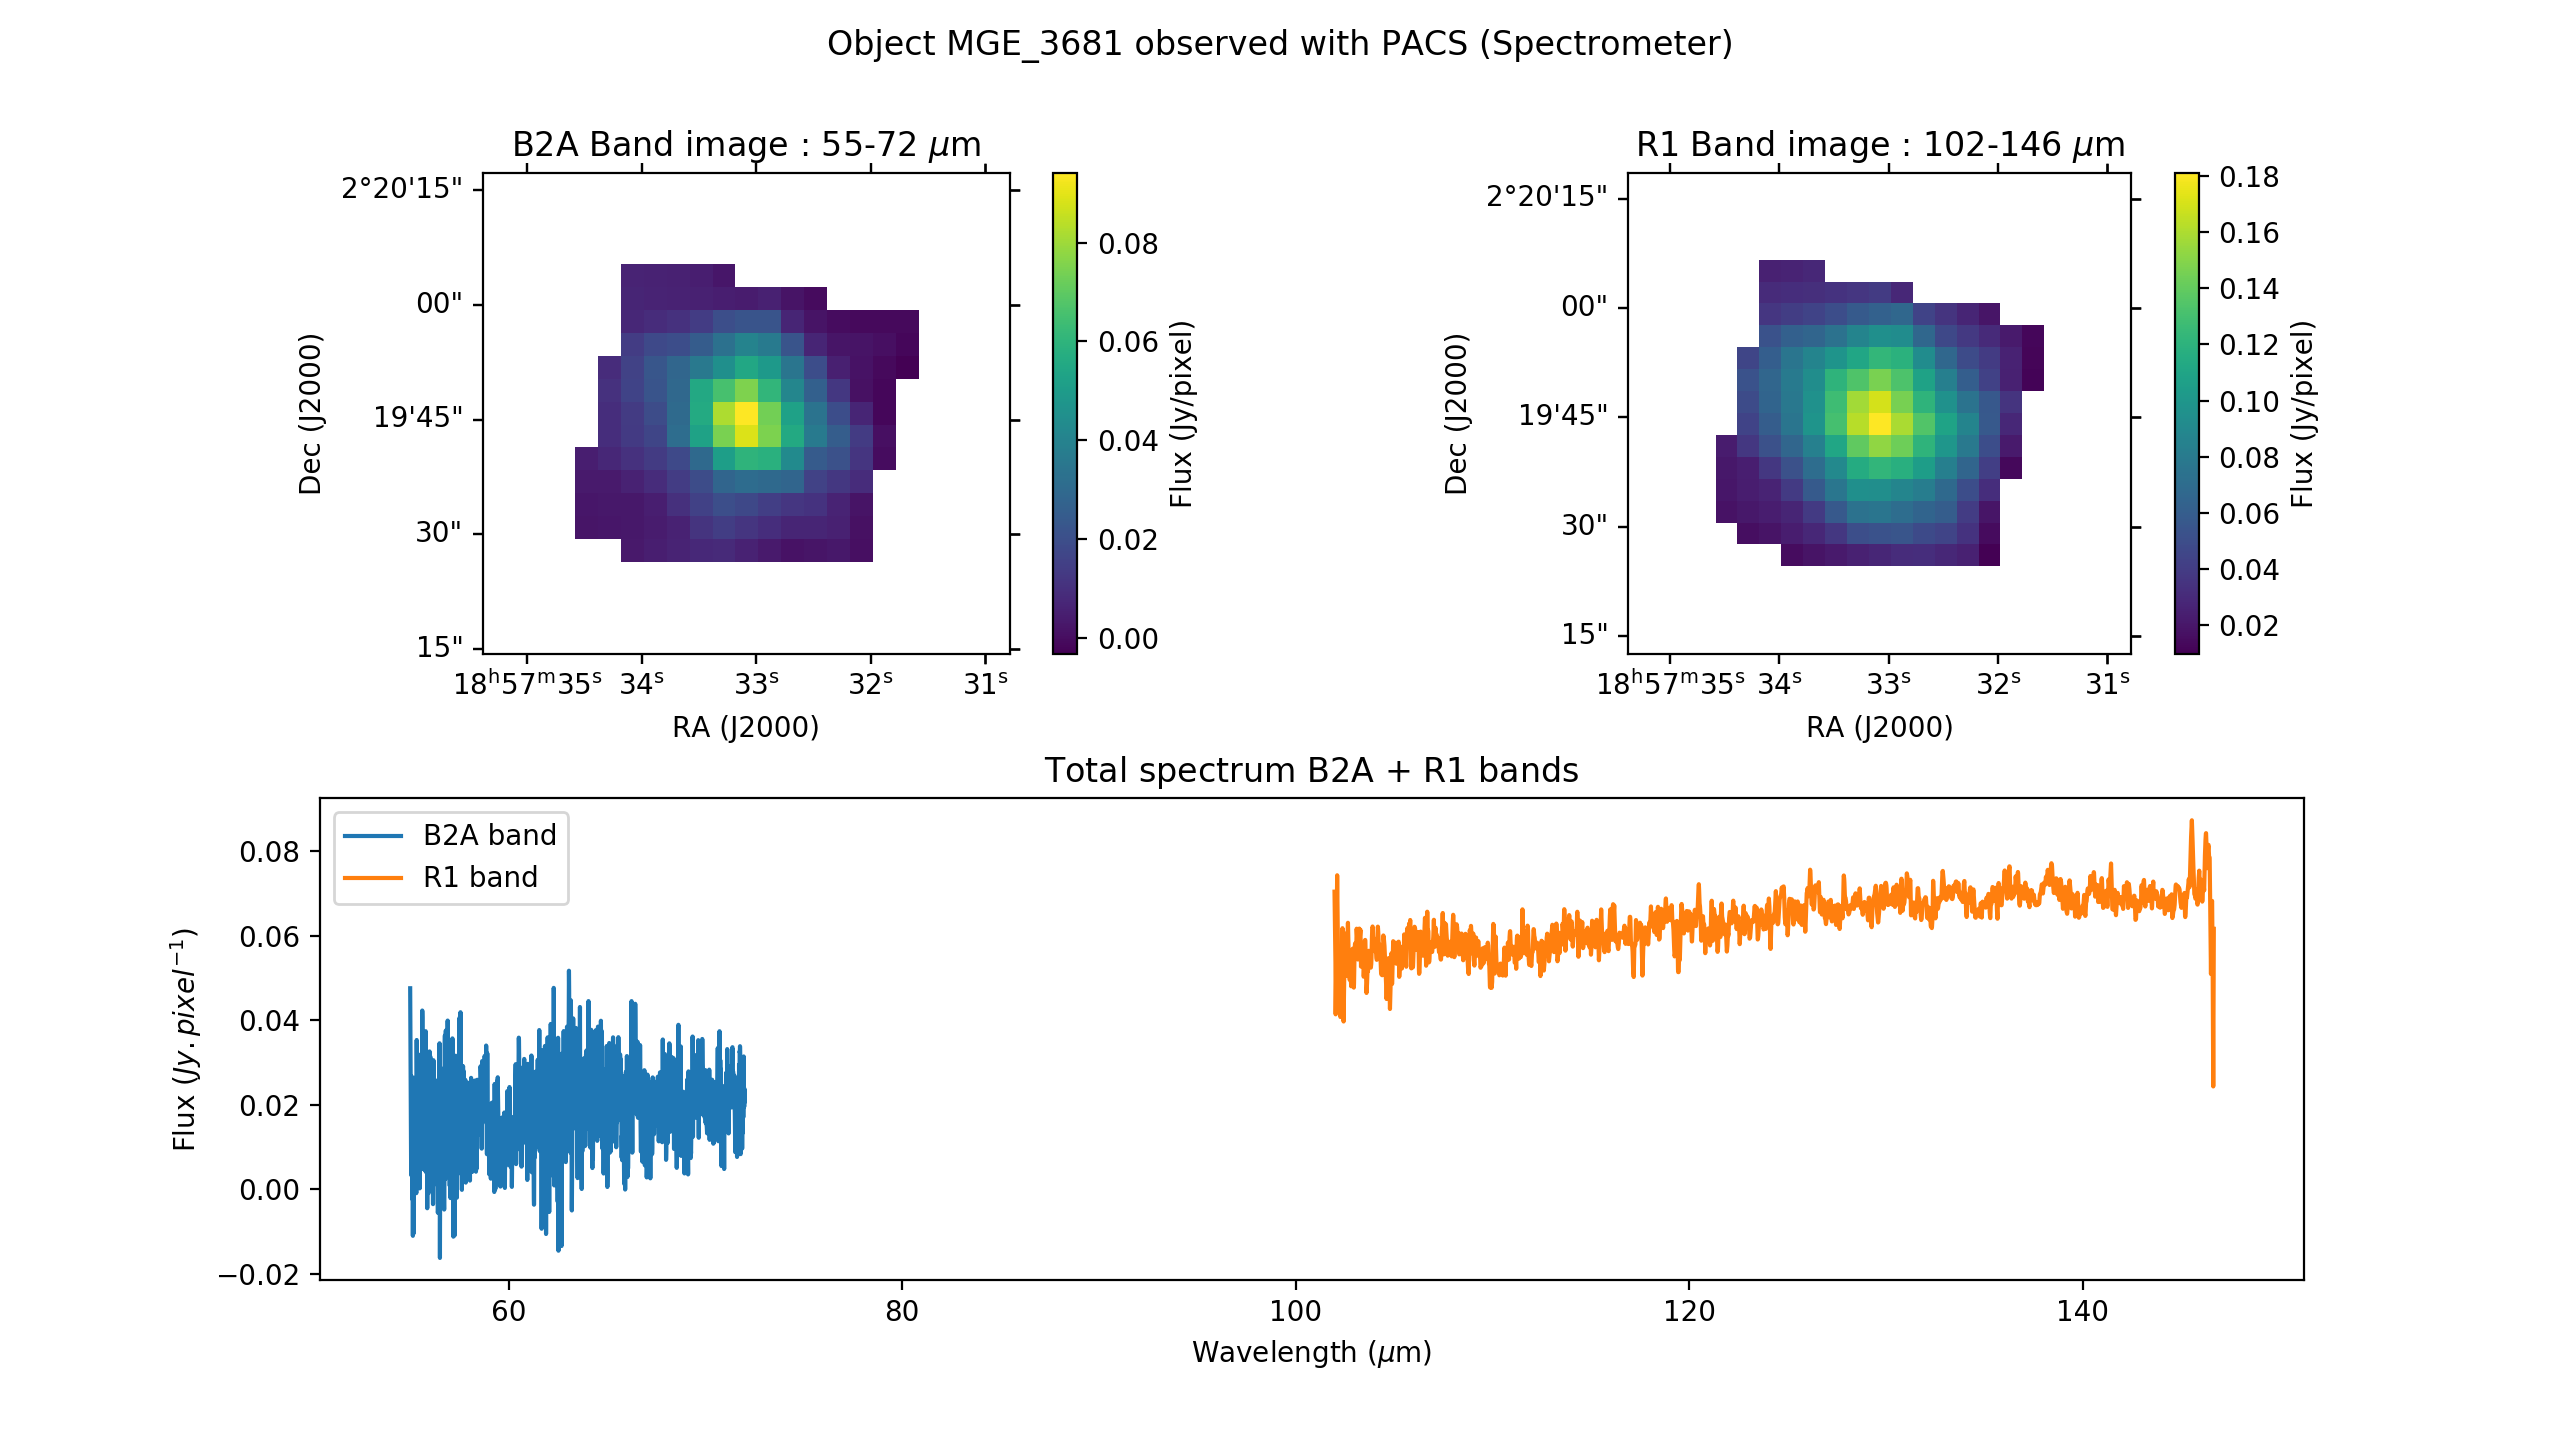 Object MGE_3681 observed with PACS (Spectrometer)
B2A Band image : 55-72 μm
2°20'15"
00"
19'45"
30"
15"
Dec (J2000)
18ʰ57ᵐ35ˢ 34ˢ 33ˢ 32ˢ 31ˢ
RA (J2000)
0.08
0.06
0.04
0.02
0.00
Flux (Jy/pixel)
R1 Band image : 102-146 μm
2°20'15"
00"
19'45"
30"
15"
Dec (J2000)
18ʰ57ᵐ35ˢ 34ˢ 33ˢ 32ˢ 31ˢ
RA (J2000)
0.18
0.16
0.14
0.12
0.10
0.08
0.06
0.04
0.02
Flux (Jy/pixel)
Total spectrum B2A + R1 bands
B2A band
R1 band
0.08
0.06
0.04
0.02
0.00
−0.02
Flux (Jy.pixel⁻¹)
60 80 100 120 140
Wavelength (μm)